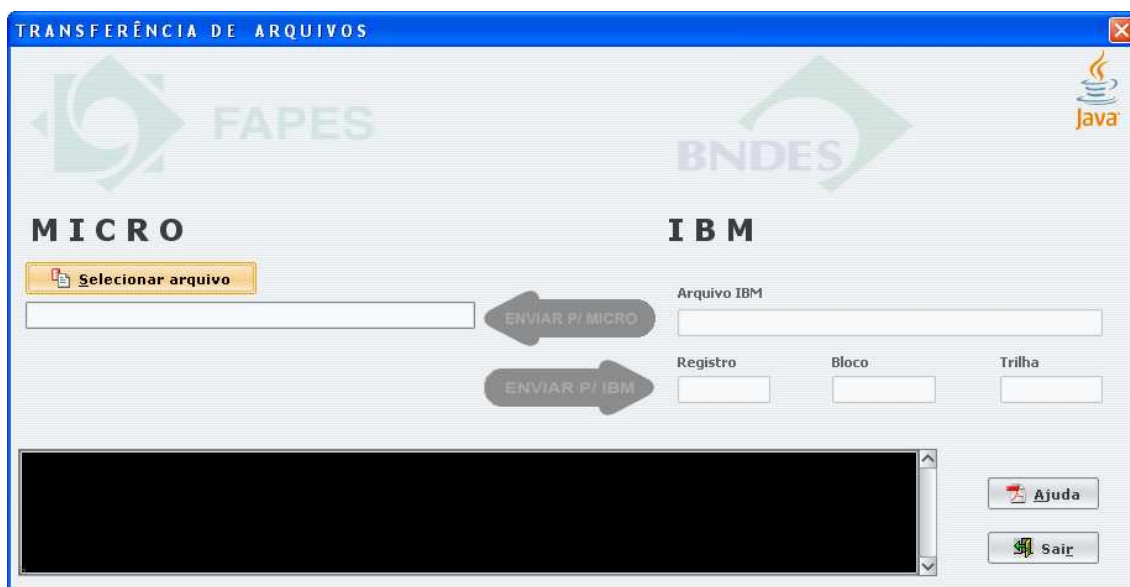 TRANSFERÊNCIA DE ARQUIVOS
FAPES
BNDES
Java
MICRO
IBM
Selecionar arquivo
Arquivo IBM
ENVIAR P/ MICRO
Registro Bloco Trilha
ENVIAR P/ IBM
Ajuda
Sair